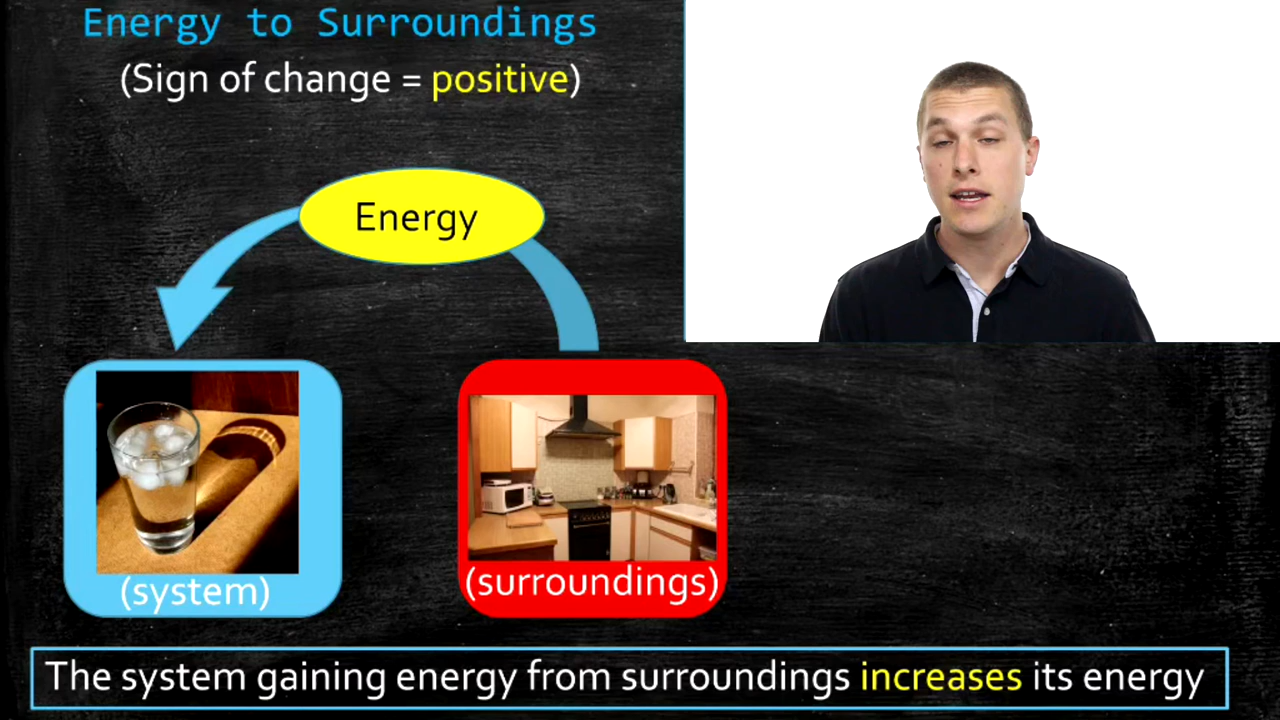 Energy to Surroundings
(Sign of change = positive)
Energy
(system)
(surroundings)
The system gaining energy from surroundings increases its energy